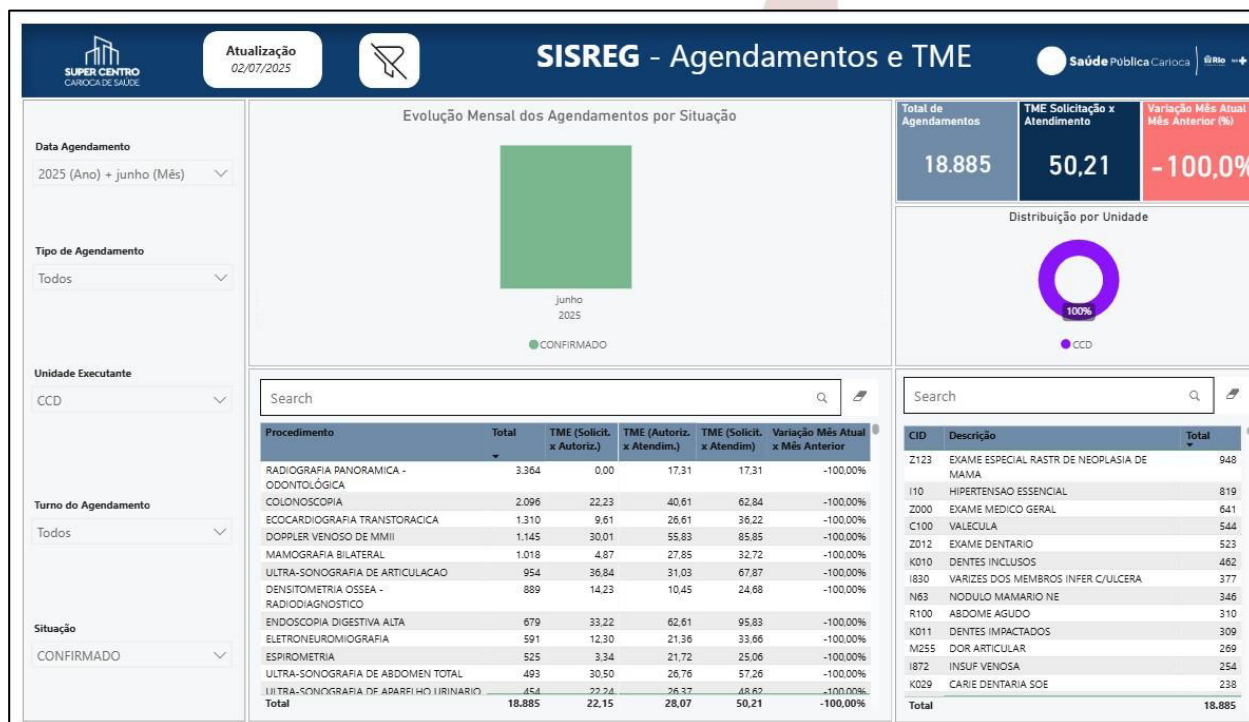 SUPER CENTRO
CARIOCA DE SAÚDE
Atualização
02/07/2025
SISREG - Agendamentos e TME
Saúde Pública Carioca
Rio
Data Agendamento
2025 (Ano) + junho (Mês)
Tipo de Agendamento
Todos
Unidade Executante
CCD
Turno do Agendamento
Todos
Situação
CONFIRMADO
Evolução Mensal dos Agendamentos por Situação
junho
2025
CONFIRMADO
Total de
Agendamentos
18.885
TME Solicitação x
Atendimento
50,21
Variação Mês Atual
Mês Anterior (%)
-100,0%
Distribuição por Unidade
100%
CCD
Search
Procedimento Total TME (Solicit. x Autoriz.) TME (Autoriz. x Atendim.) TME (Solicit. x Atendim) Variação Mês Atual x Mês Anterior
RADIOGRAFIA PANORAMICA - ODONTOLÓGICA 3.364 0,00 17,31 17,31 -100,00%
COLONOSCOPIA 2.096 22,23 40,61 62,84 -100,00%
ECOCARDIOGRAFIA TRANSTORACICA 1.310 9,61 26,61 36,22 -100,00%
DOPPLER VENOSO DE MMII 1.145 30,01 55,83 85,85 -100,00%
MAMOGRAFIA BILATERAL 1.018 4,87 27,85 32,72 -100,00%
ULTRA-SONOGRAFIA DE ARTICULACAO 954 36,84 31,03 67,87 -100,00%
DENSITOMETRIA OSSEA - RADIODIAGNOSTICO 889 14,23 10,45 24,68 -100,00%
ENDOSCOPIA DIGESTIVA ALTA 679 33,22 62,61 95,83 -100,00%
ELETRONEUROMIOGRAFIA 591 12,30 21,36 33,66 -100,00%
ESPIROMETRIA 525 3,34 21,72 25,06 -100,00%
ULTRA-SONOGRAFIA DE ABDOMEN TOTAL 493 30,50 26,76 57,26 -100,00%
ULTRA-SONOGRAFIA DE APARELHO URINARIO 454 22,24 26,37 48,62 -100,00%
Total 18.885 22,15 28,07 50,21 -100,00%
Search
CID Descrição Total
Z123 EXAME ESPECIAL RASTR DE NEOPLASIA DE MAMA 948
I10 HIPERTENSAO ESSENCIAL 819
Z000 EXAME MEDICO GERAL 641
C100 VALECULA 544
Z012 EXAME DENTARIO 523
K010 DENTES INCLUSOS 462
I830 VARIZES DOS MEMBROS INFER C/ULCERA 377
N63 NODULO MAMARIO NE 346
R100 ABDOME AGUDO 310
K011 DENTES IMPACTADOS 309
M255 DOR ARTICULAR 269
I872 INSUF VENOSA 254
K029 CARIE DENTARIA SOE 238
Total 18.885